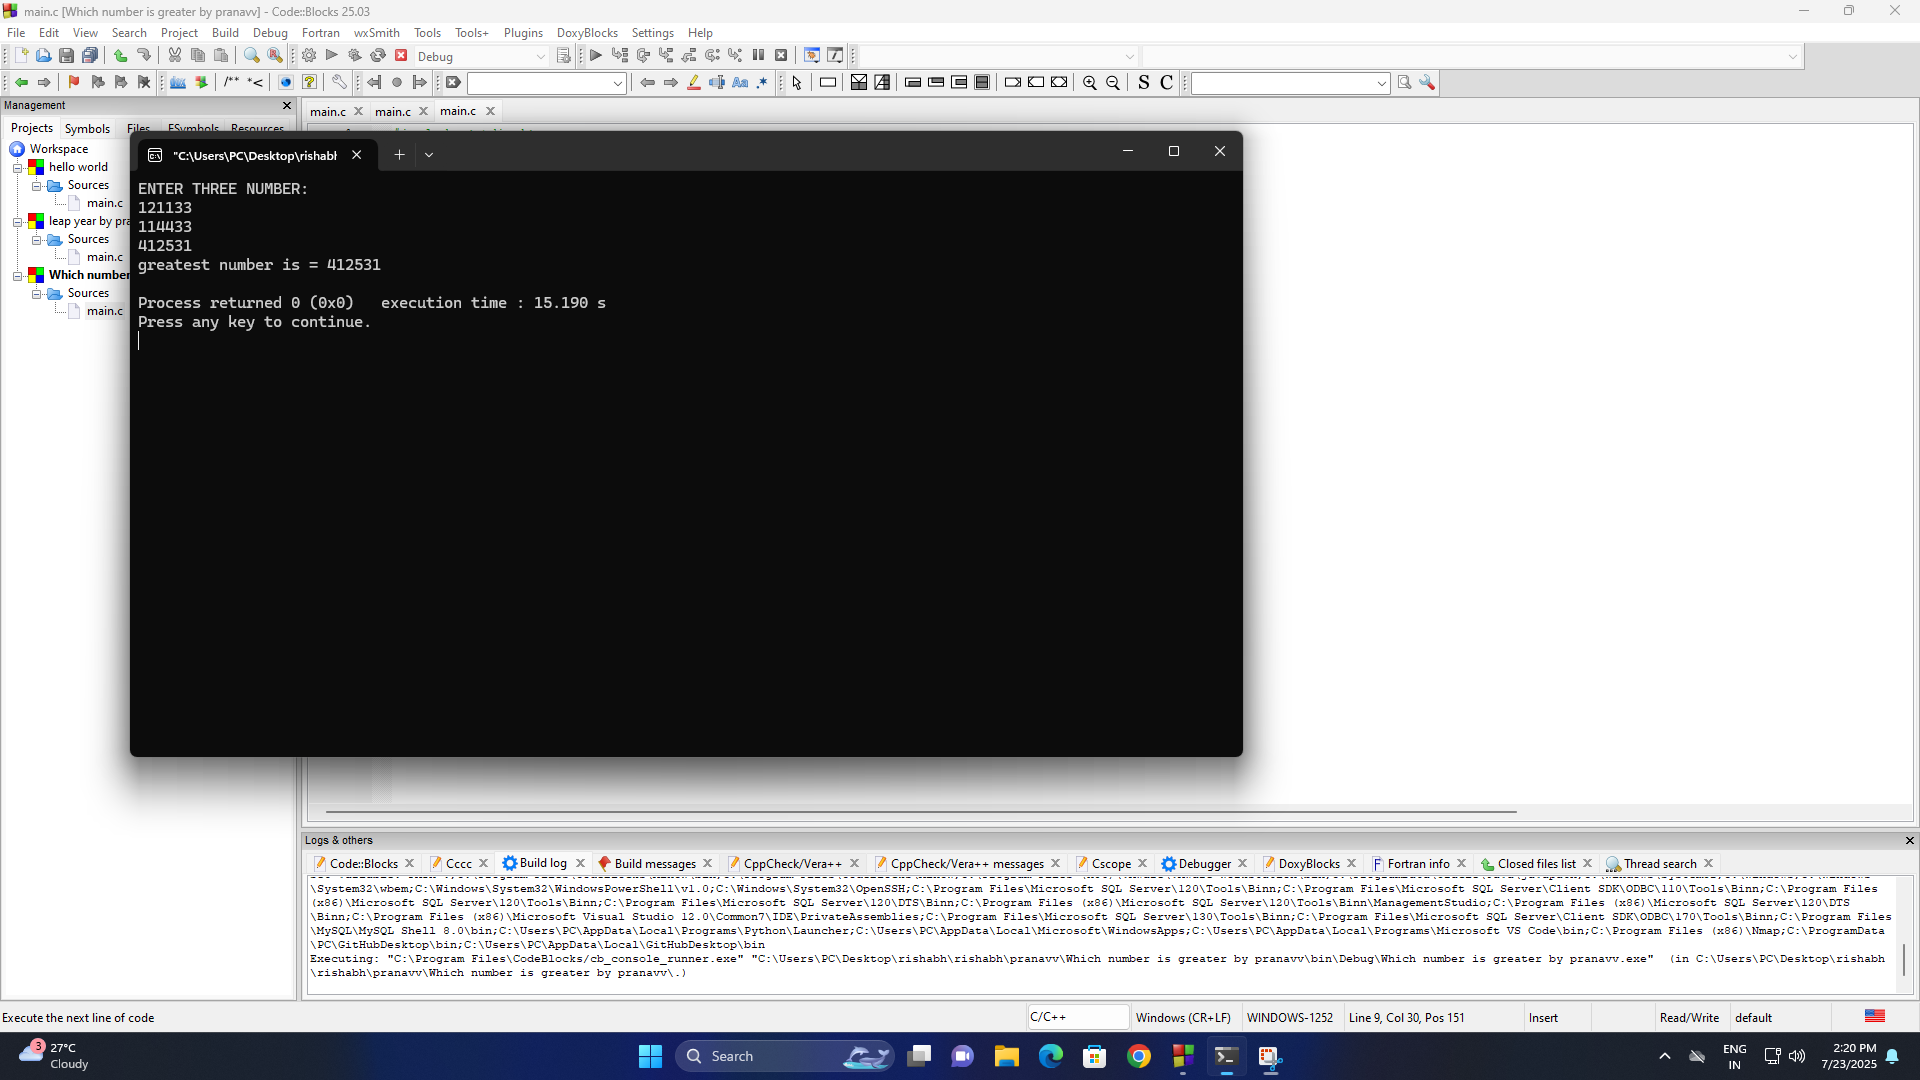 main.c [Which number is greater by pranavv] - Code::Blocks 25.03
File Edit View Search Project Build Debug Fortran wxSmith Tools Tools+ Plugins DoxyBlocks Settings Help
Debug
/** *< Aa .* S C
Management
main.c main.c main.c
Projects Symbols Files FSymbols Resources
Workspace
hello world
Sources
main.c
leap year by pra
Sources
main.c
Which number
Sources
main.c
"C:\Users\PC\Desktop\rishabh
ENTER THREE NUMBER:
121133
114433
412531
greatest number is = 412531
Process returned 0 (0x0)   execution time : 15.190 s
Press any key to continue.
Logs & others
Code::Blocks Cccc Build log Build messages CppCheck/Vera++ CppCheck/Vera++ messages Cscope Debugger DoxyBlocks Fortran info Closed files list Thread search
\System32\wbem;C:\Windows\System32\WindowsPowerShell\v1.0;C:\Windows\System32\OpenSSH;C:\Program Files\Microsoft SQL Server\120\Tools\Binn;C:\Program Files\Microsoft SQL Server\Client SDK\ODBC\110\Tools\Binn;C:\Program Files
(x86)\Microsoft SQL Server\120\Tools\Binn;C:\Program Files\Microsoft SQL Server\120\DTS\Binn;C:\Program Files (x86)\Microsoft SQL Server\120\Tools\Binn\ManagementStudio;C:\Program Files (x86)\Microsoft SQL Server\120\DTS
\Binn;C:\Program Files (x86)\Microsoft Visual Studio 12.0\Common7\IDE\PrivateAssemblies;C:\Program Files\Microsoft SQL Server\130\Tools\Binn;C:\Program Files\Microsoft SQL Server\Client SDK\ODBC\170\Tools\Binn;C:\Program Files
\MySQL\MySQL Shell 8.0\bin;C:\Users\PC\AppData\Local\Programs\Python\Launcher;C:\Users\PC\AppData\Local\Microsoft\WindowsApps;C:\Users\PC\AppData\Local\Programs\Microsoft VS Code\bin;C:\Program Files (x86)\Nmap;C:\ProgramData
\PC\GitHubDesktop\bin;C:\Users\PC\AppData\Local\GitHubDesktop\bin
Executing: "C:\Program Files\CodeBlocks/cb_console_runner.exe" "C:\Users\PC\Desktop\rishabh\rishabh\pranavv\Which number is greater by pranavv\bin\Debug\Which number is greater by pranavv.exe"  (in C:\Users\PC\Desktop\rishabh
\rishabh\pranavv\Which number is greater by pranavv\.)
Execute the next line of code C/C++ Windows (CR+LF) WINDOWS-1252 Line 9, Col 30, Pos 151 Insert Read/Write default
3
27°C
Cloudy
Search
ENG
IN
2:20 PM
7/23/2025